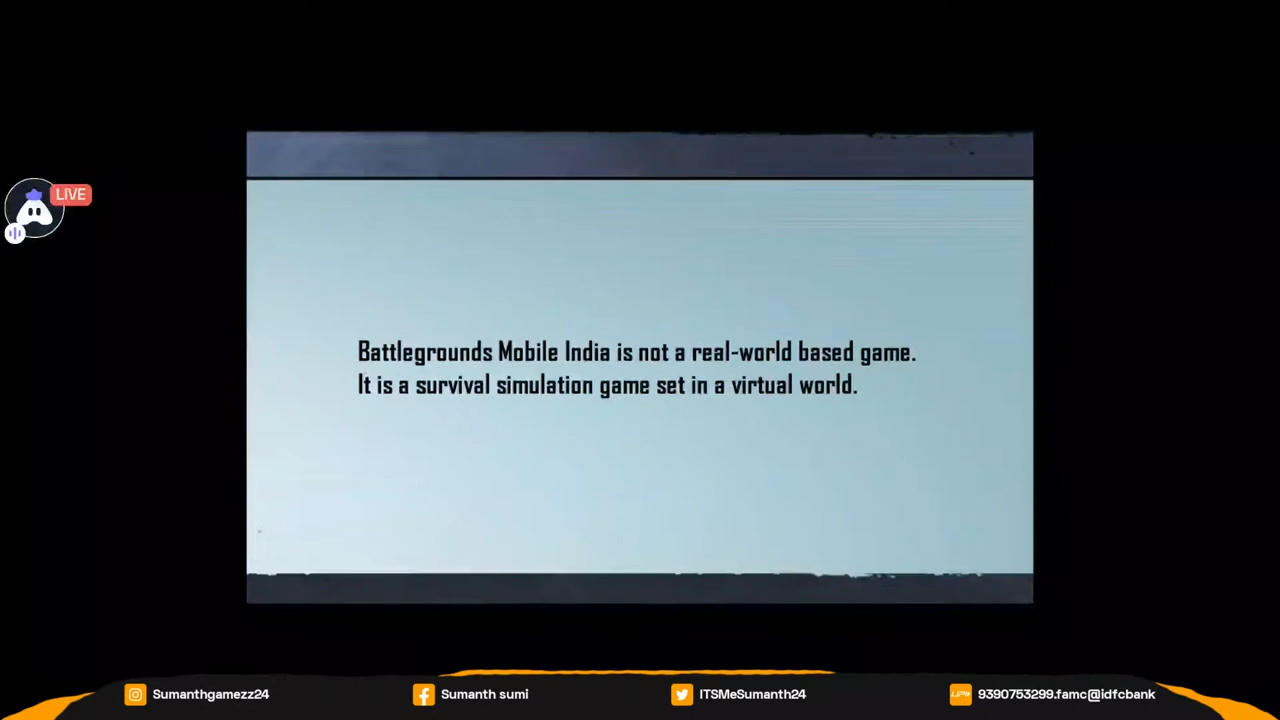 LIVE
Battlegrounds Mobile India is not a real-world based game.
It is a survival simulation game set in a virtual world.
Sumanthgamezz24
Sumanth sumi
ITSMeSumanth24
UPI
9390753299.famc@idfcbank